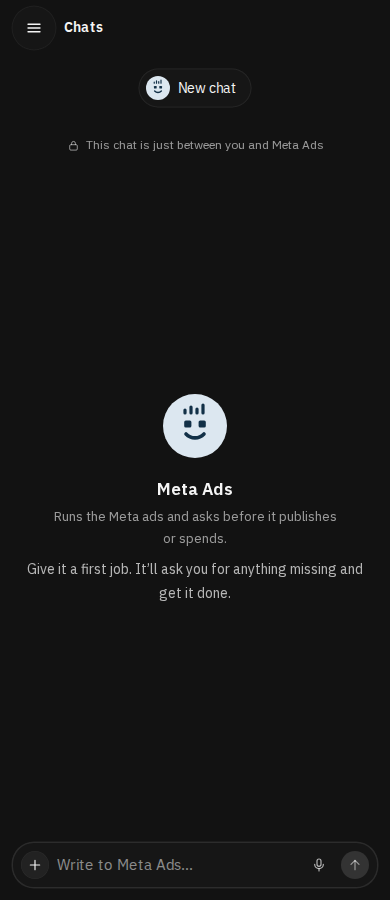 Chats
New chat
This chat is just between you and Meta Ads
Meta Ads
Runs the Meta ads and asks before it publishes
or spends.
Give it a first job. It’ll ask you for anything missing and
get it done.
Write to Meta Ads...